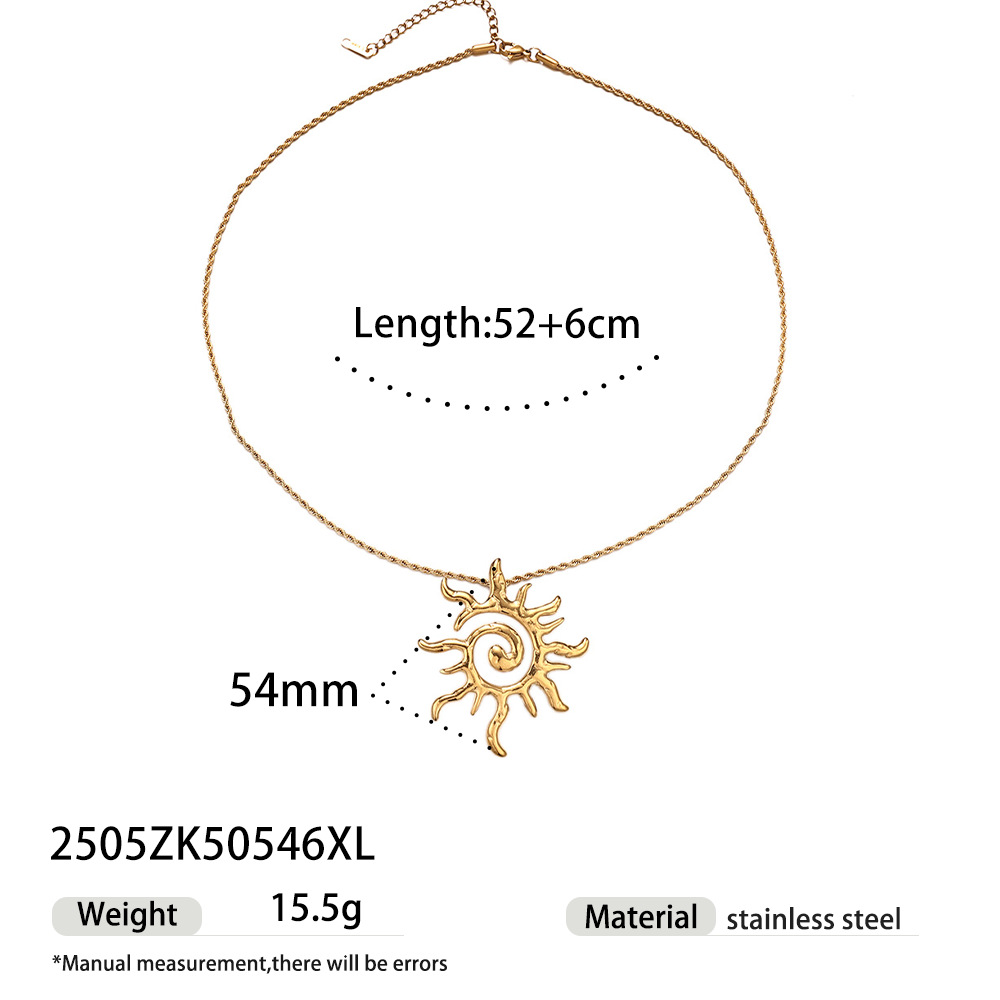 Length:52+6cm
54mm
2505ZK50546XL
Weight 15.5g
Material stainless steel
*Manual measurement,there will be errors